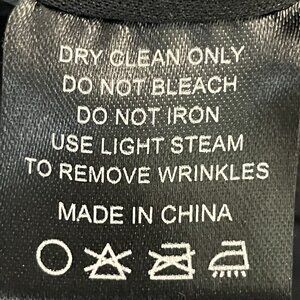 DRY CLEAN ONLY
DO NOT BLEACH
DO NOT IRON
USE LIGHT STEAM
TO REMOVE WRINKLES
MADE IN CHINA